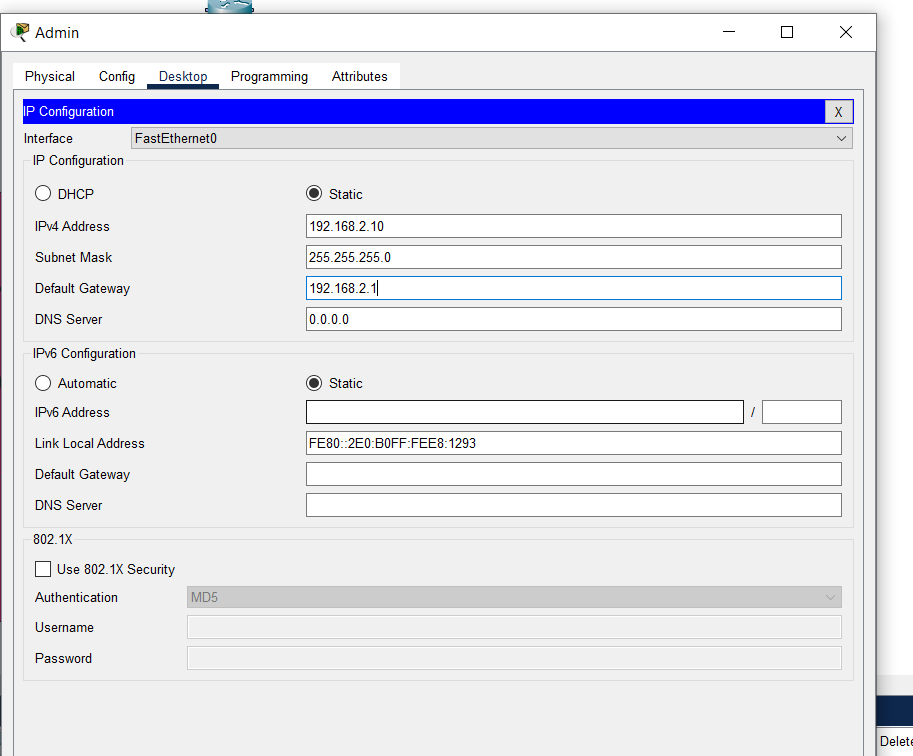 Admin
Physical Config Desktop Programming Attributes
IP Configuration X
Interface FastEthernet0
IP Configuration
DHCP Static
IPv4 Address 192.168.2.10
Subnet Mask 255.255.255.0
Default Gateway 192.168.2.1
DNS Server 0.0.0.0
IPv6 Configuration
Automatic Static
IPv6 Address /
Link Local Address FE80::2E0:B0FF:FEE8:1293
Default Gateway
DNS Server
802.1X
Use 802.1X Security
Authentication MD5
Username
Password
Delete